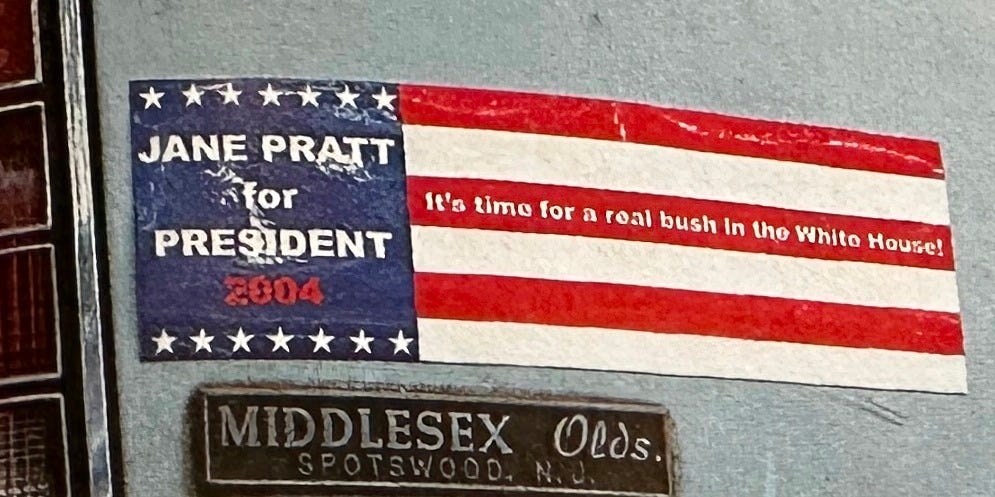 JANE PRATT
for
PRESIDENT
2004
It's time for a real bush in the White House!
MIDDLESEX Olds.
SPOTSWOOD, N.J.